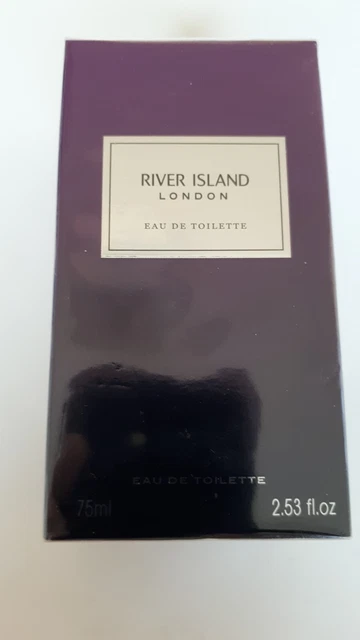 RIVER ISLAND
LONDON
EAU DE TOILETTE
EAU DE TOILETTE
75ml 2.53 fl.oz